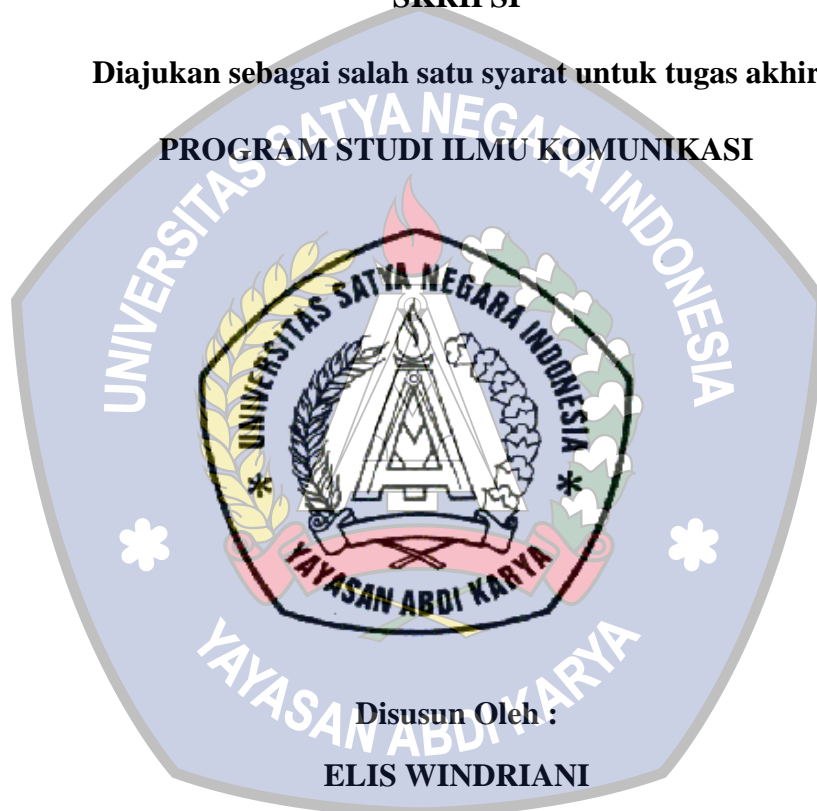 SKRIPSI
Diajukan sebagai salah satu syarat untuk tugas akhir
PROGRAM STUDI ILMU KOMUNIKASI
UNIVERSITAS SATYA NEGARA INDONESIA
YAYASAN ABDI KARYA
UNIVERSITAS SATYA NEGARA INDONESIA
YAYASAN ABDI KARYA
Disusun Oleh :
ELIS WINDRIANI